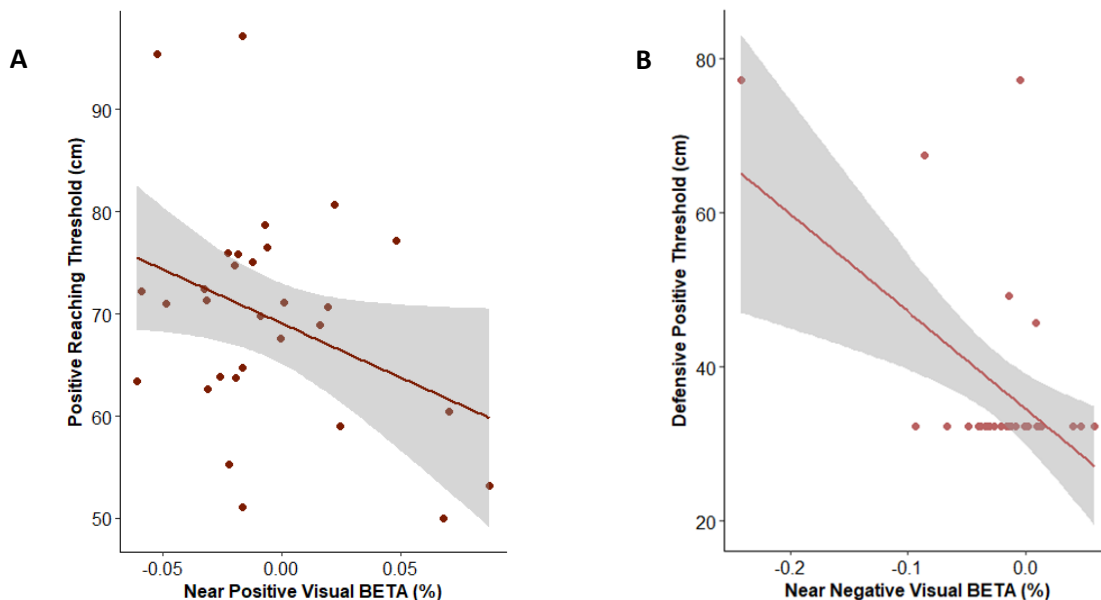 A
Positive Reaching Threshold (cm)
90
80
70
60
50
-0.05
0.00
0.05
Near Positive Visual BETA (%)
B
Defensive Positive Threshold (cm)
80
60
40
20
-0.2
-0.1
0.0
Near Negative Visual BETA (%)